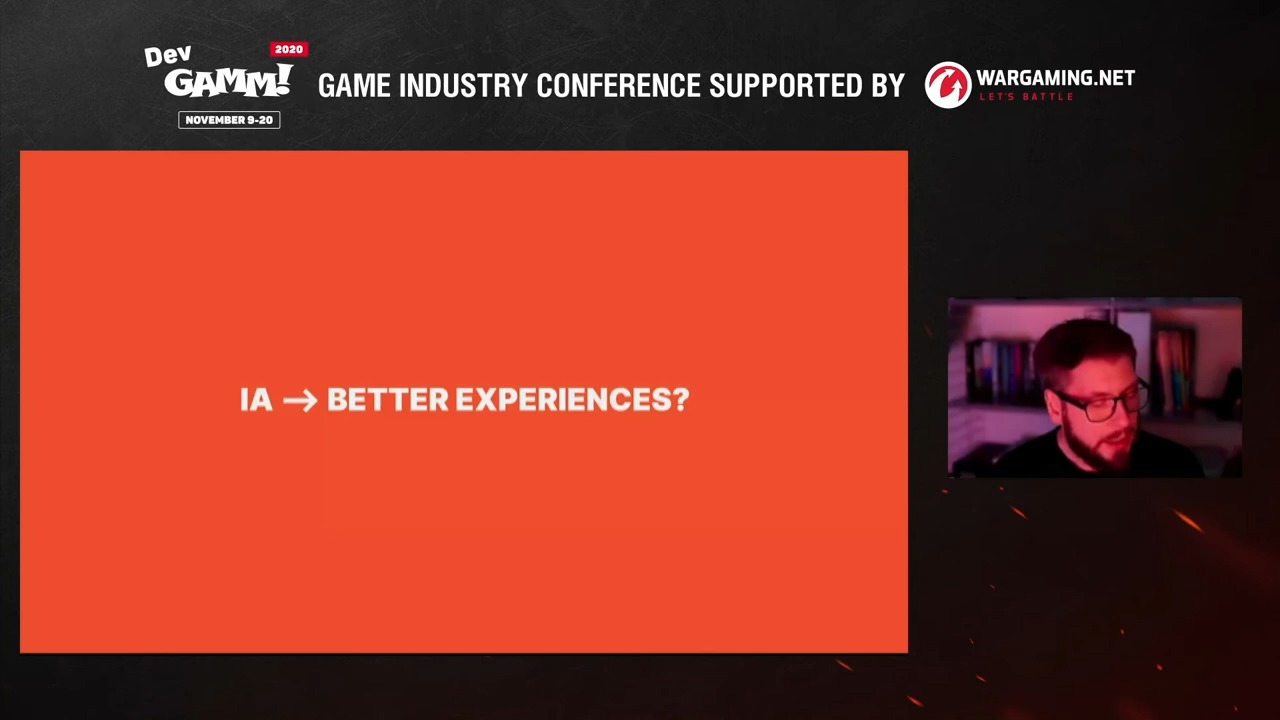 Dev
2020
GAMM!
NOVEMBER 9-20
GAME INDUSTRY CONFERENCE SUPPORTED BY
WARGAMING.NET
LET'S BATTLE
IA → BETTER EXPERIENCES?